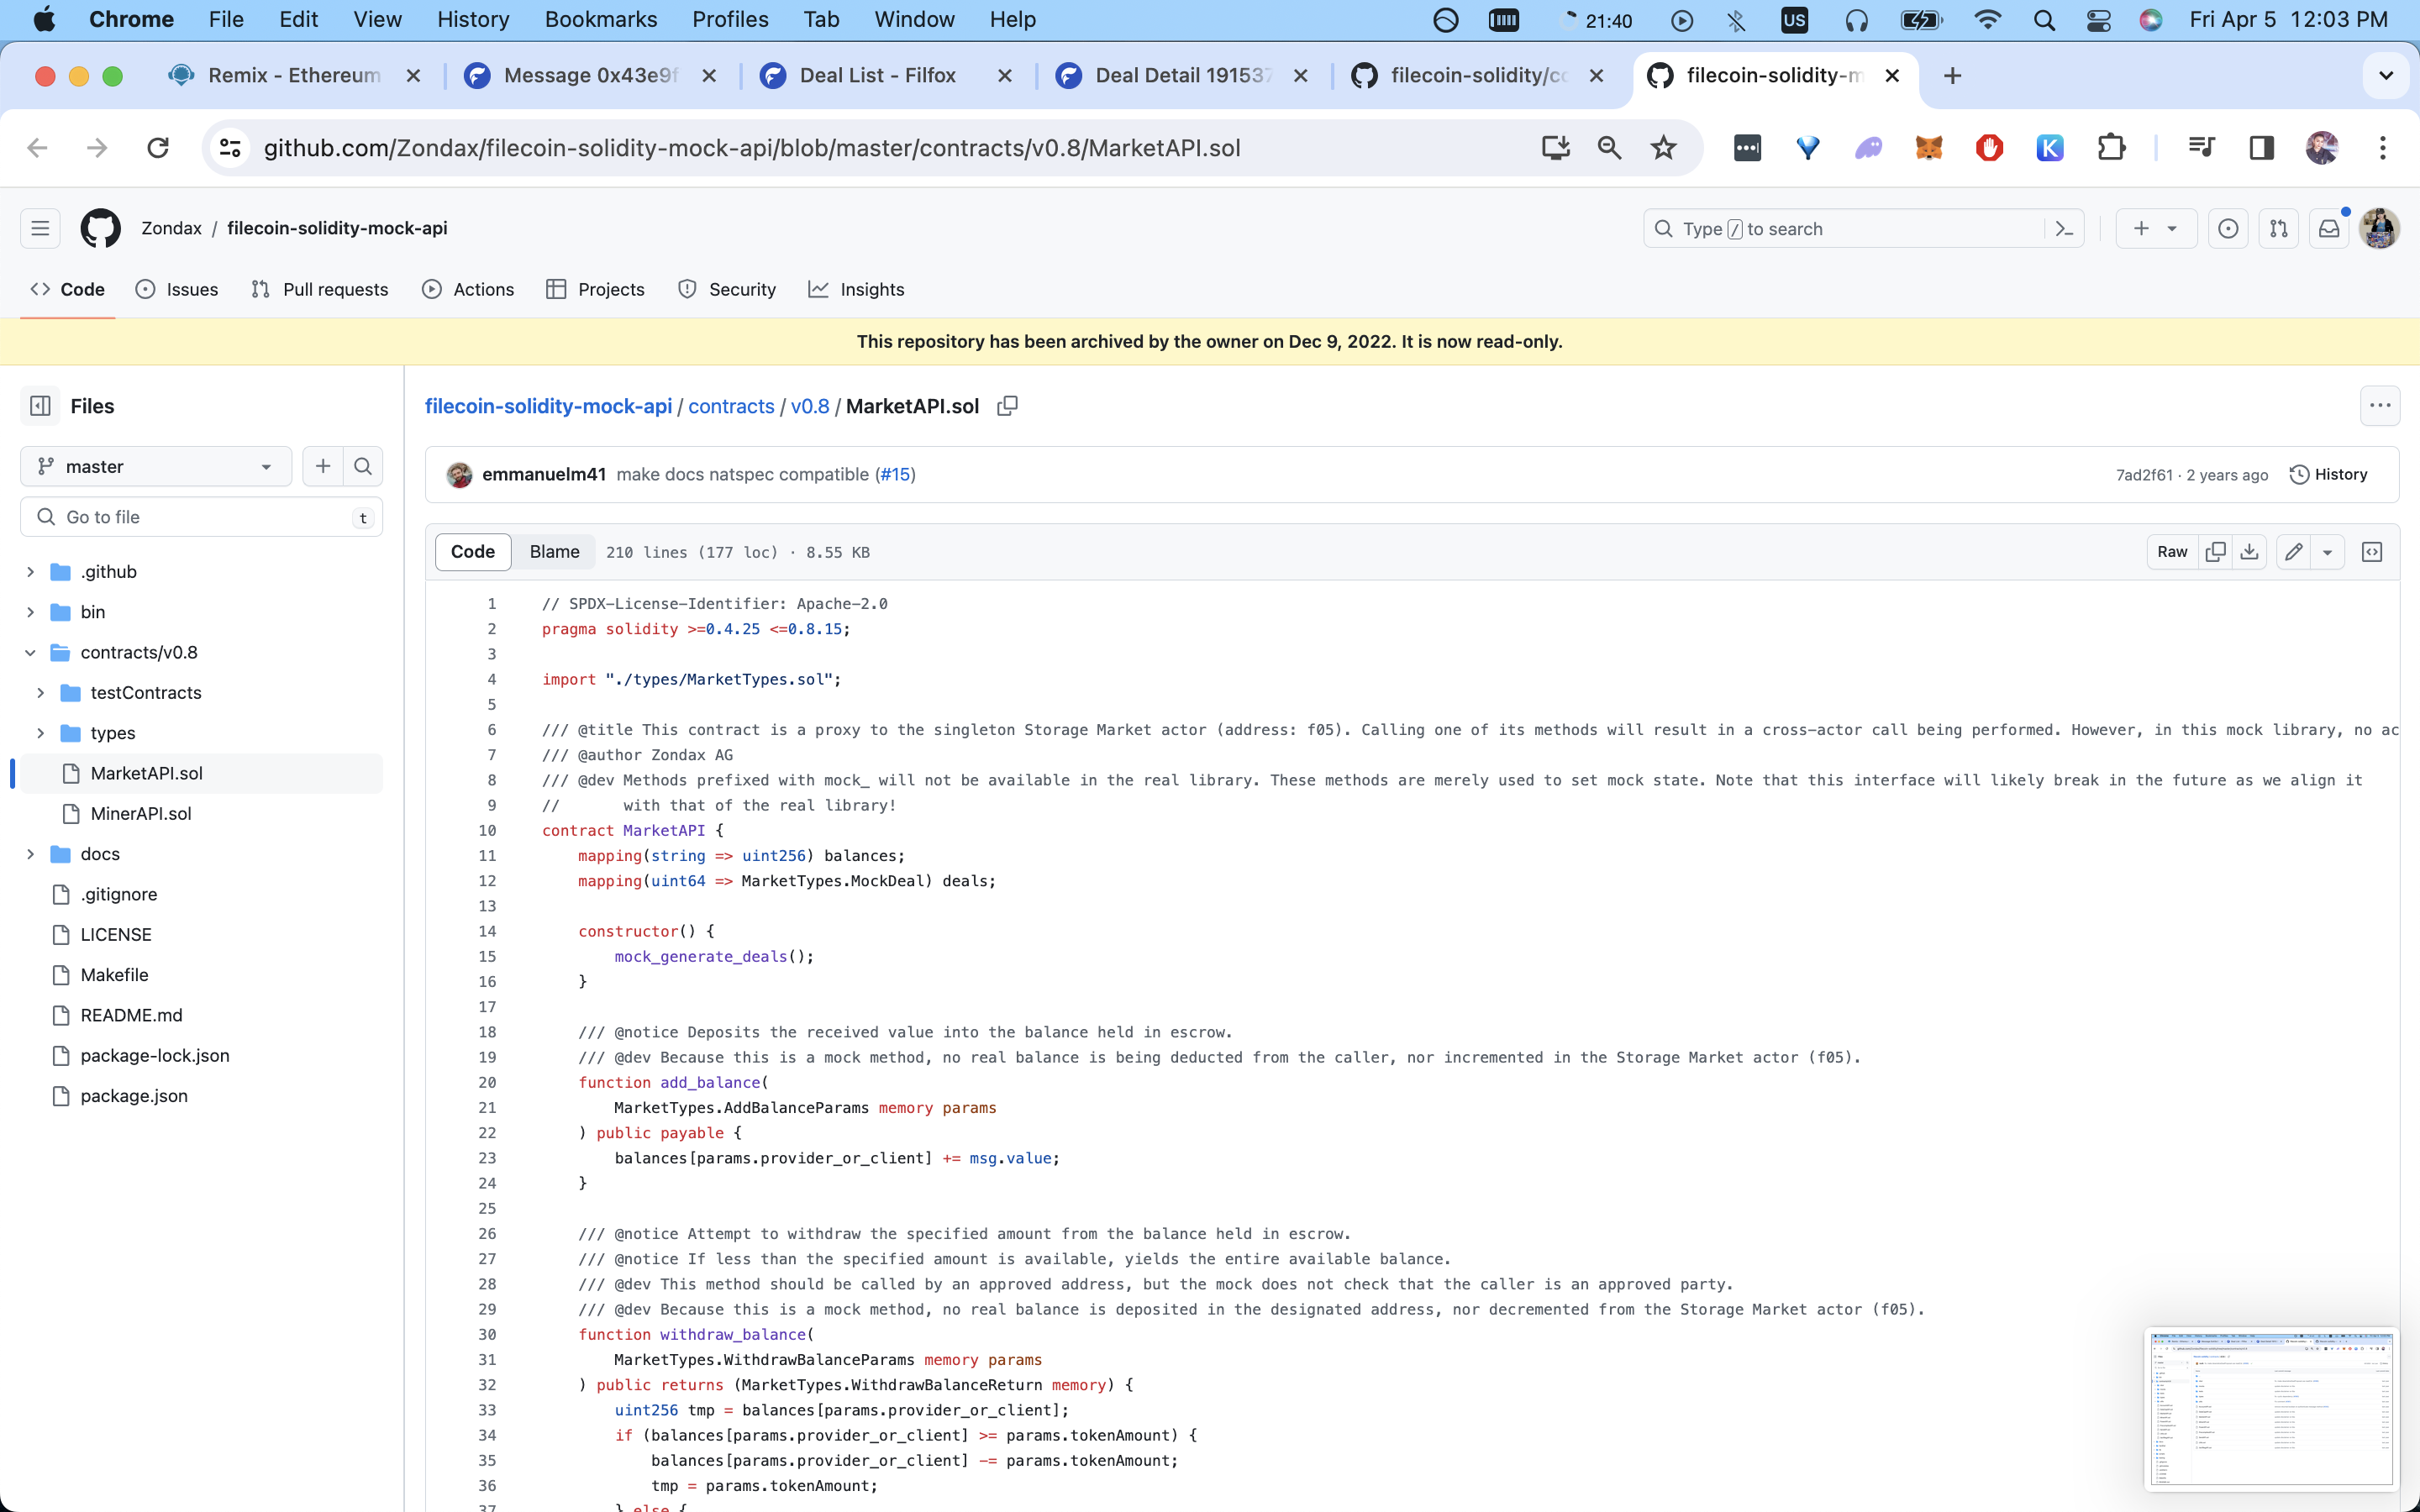 Chrome File Edit View History Bookmarks Profiles Tab Window Help 21:40 US Fri Apr 5 12:03 PM
Remix - Ethereum Message 0x43e9f Deal List - Filfox Deal Detail 191537 filecoin-solidity/co filecoin-solidity-m
github.com/Zondax/filecoin-solidity-mock-api/blob/master/contracts/v0.8/MarketAPI.sol
Zondax / filecoin-solidity-mock-api Type / to search
Code Issues Pull requests Actions Projects Security Insights
This repository has been archived by the owner on Dec 9, 2022. It is now read-only.
Files
master
Go to file t
.github
bin
contracts/v0.8
testContracts
types
MarketAPI.sol
MinerAPI.sol
docs
.gitignore
LICENSE
Makefile
README.md
package-lock.json
package.json
filecoin-solidity-mock-api / contracts / v0.8 / MarketAPI.sol
emmanuelm41 make docs natspec compatible (#15) 7ad2f61 · 2 years ago History
Code Blame 210 lines (177 loc) · 8.55 KB Raw
1 // SPDX-License-Identifier: Apache-2.0
2 pragma solidity >=0.4.25 <=0.8.15;
3
4 import "./types/MarketTypes.sol";
5
6 /// @title This contract is a proxy to the singleton Storage Market actor (address: f05). Calling one of its methods will result in a cross-actor call being performed. However, in this mock library, no ac
7 /// @author Zondax AG
8 /// @dev Methods prefixed with mock_ will not be available in the real library. These methods are merely used to set mock state. Note that this interface will likely break in the future as we align it
9 // with that of the real library!
10 contract MarketAPI {
11 mapping(string => uint256) balances;
12 mapping(uint64 => MarketTypes.MockDeal) deals;
13
14 constructor() {
15 mock_generate_deals();
16 }
17
18 /// @notice Deposits the received value into the balance held in escrow.
19 /// @dev Because this is a mock method, no real balance is being deducted from the caller, nor incremented in the Storage Market actor (f05).
20 function add_balance(
21 MarketTypes.AddBalanceParams memory params
22 ) public payable {
23 balances[params.provider_or_client] += msg.value;
24 }
25
26 /// @notice Attempt to withdraw the specified amount from the balance held in escrow.
27 /// @notice If less than the specified amount is available, yields the entire available balance.
28 /// @dev This method should be called by an approved address, but the mock does not check that the caller is an approved party.
29 /// @dev Because this is a mock method, no real balance is deposited in the designated address, nor decremented from the Storage Market actor (f05).
30 function withdraw_balance(
31 MarketTypes.WithdrawBalanceParams memory params
32 ) public returns (MarketTypes.WithdrawBalanceReturn memory) {
33 uint256 tmp = balances[params.provider_or_client];
34 if (balances[params.provider_or_client] >= params.tokenAmount) {
35 balances[params.provider_or_client] -= params.tokenAmount;
36 tmp = params.tokenAmount;
37 } else {